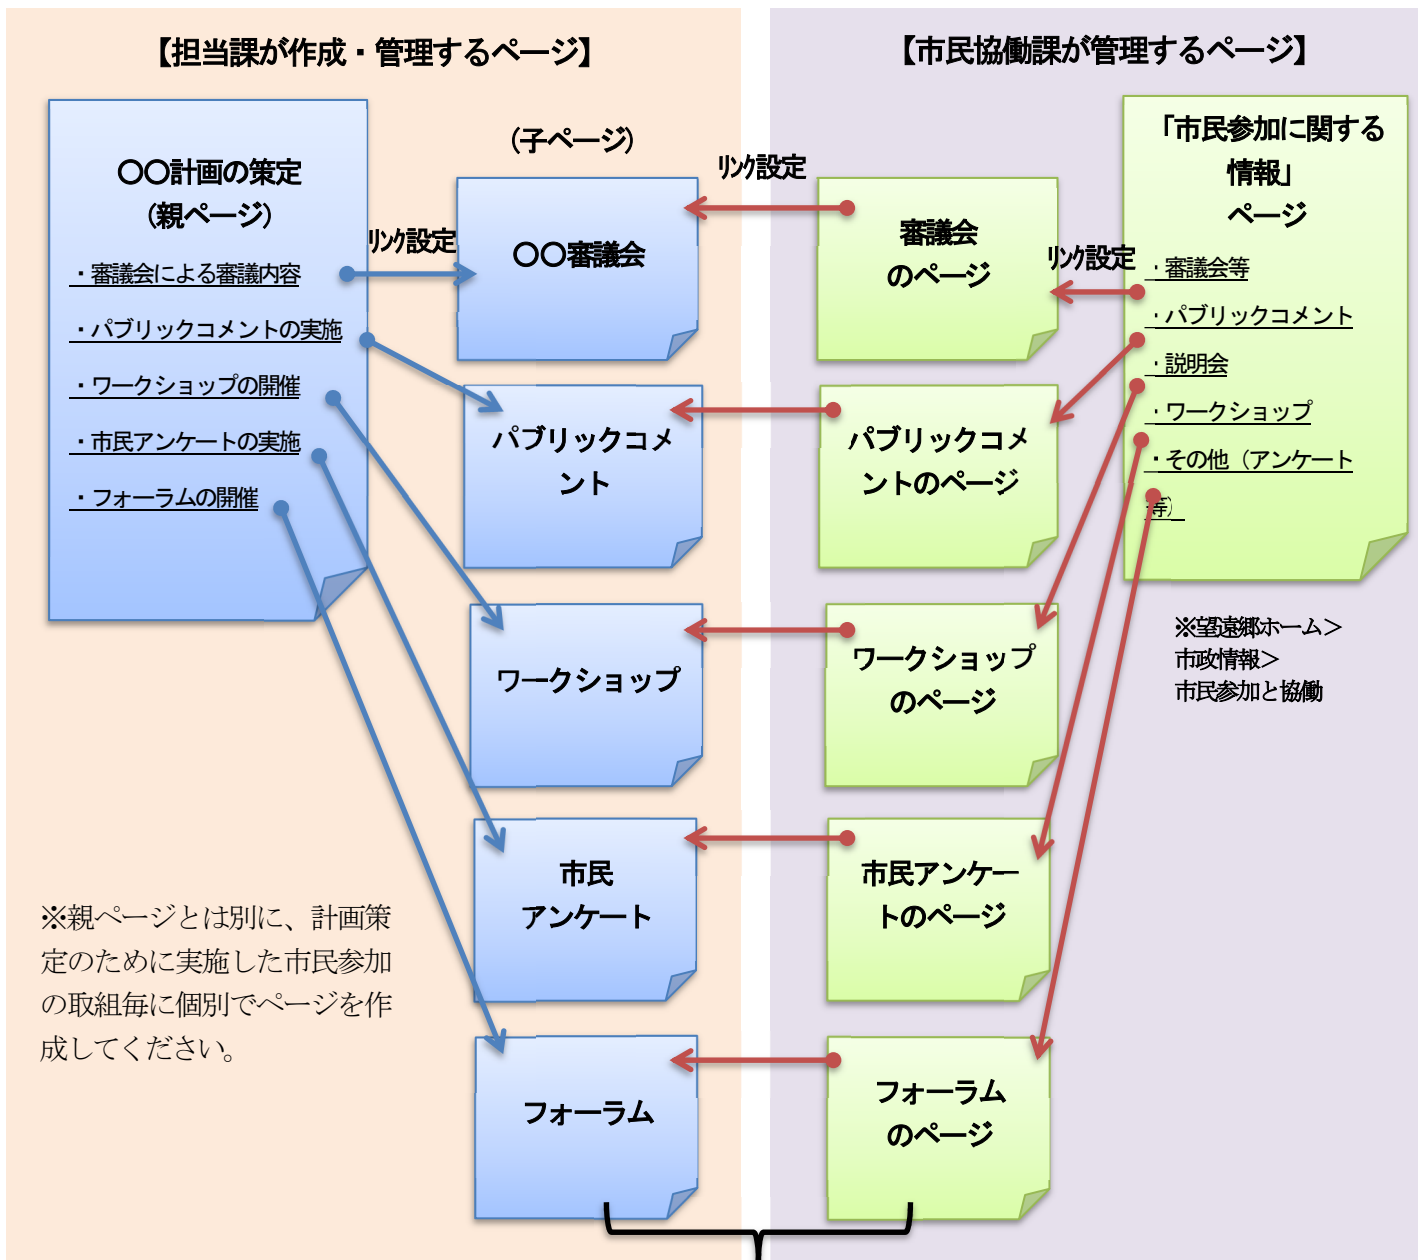 【担当課が作成・管理するページ】
〇〇計画の策定
（親ページ）
・審議会による審議内容
・パブリックコメントの実施
・ワークショップの開催
・市民アンケートの実施
・フォーラムの開催
リンク設定
（子ページ）
〇〇審議会
パブリックコメ
ント
ワークショップ
市民
アンケート
フォーラム
※親ページとは別に、計画策
定のために実施した市民参加
の取組毎に個別でページを作
成してください。
リンク設定
【市民協働課が管理するページ】
審議会
のページ
パブリックコメ
ントのページ
ワークショップ
のページ
市民アンケー
トのページ
フォーラム
のページ
リンク設定
「市民参加に関する
情報」
ページ
・審議会等
・パブリックコメント
・説明会
・ワークショップ
・その他（アンケート
等）
※望遠郷ホーム＞
市政情報＞
市民参加と協働